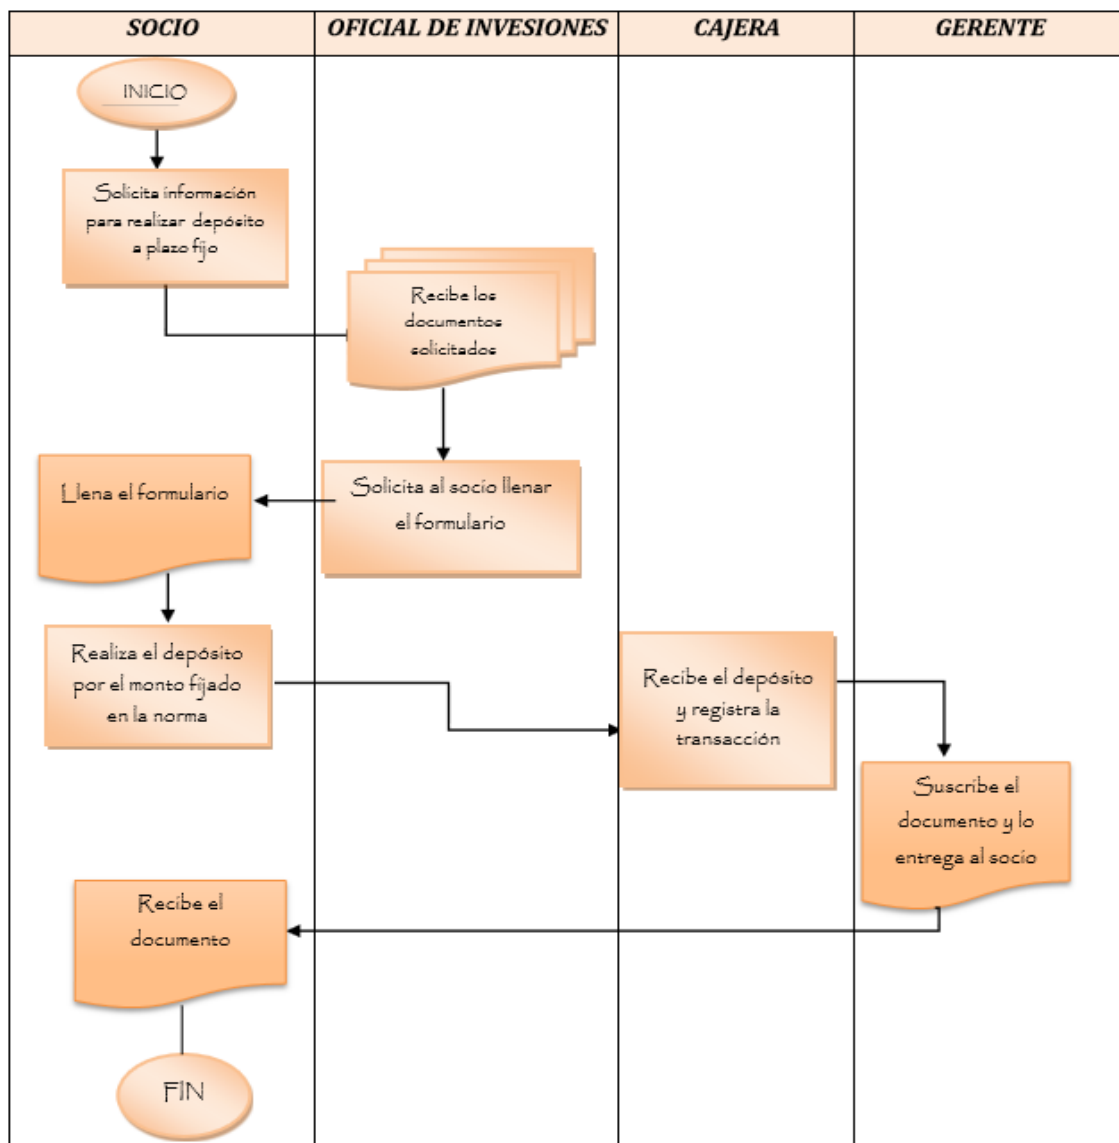 SOCIO
OFICIAL DE INVESIONES
CAJERA
GERENTE
INICIO
Solicita información
para realizar depósito
a plazo fijo
Recibe los
documentos
solicitados
Solicita al socio llenar
el formulario
Llena el formulario
Realiza el depósito
por el monto fijado
en la norma
Recibe el depósito
y registra la
transacción
Suscribe el
documento y lo
entrega al socio
Recibe el
documento
FIN